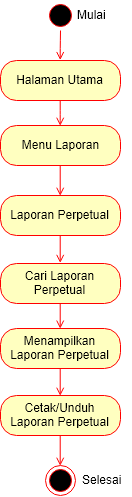 Mulai
Halaman Utama
Menu Laporan
Laporan Perpetual
Cari Laporan
Perpetual
Menampilkan
Laporan Perpetual
Cetak/Unduh
Laporan Perpetual
Selesai